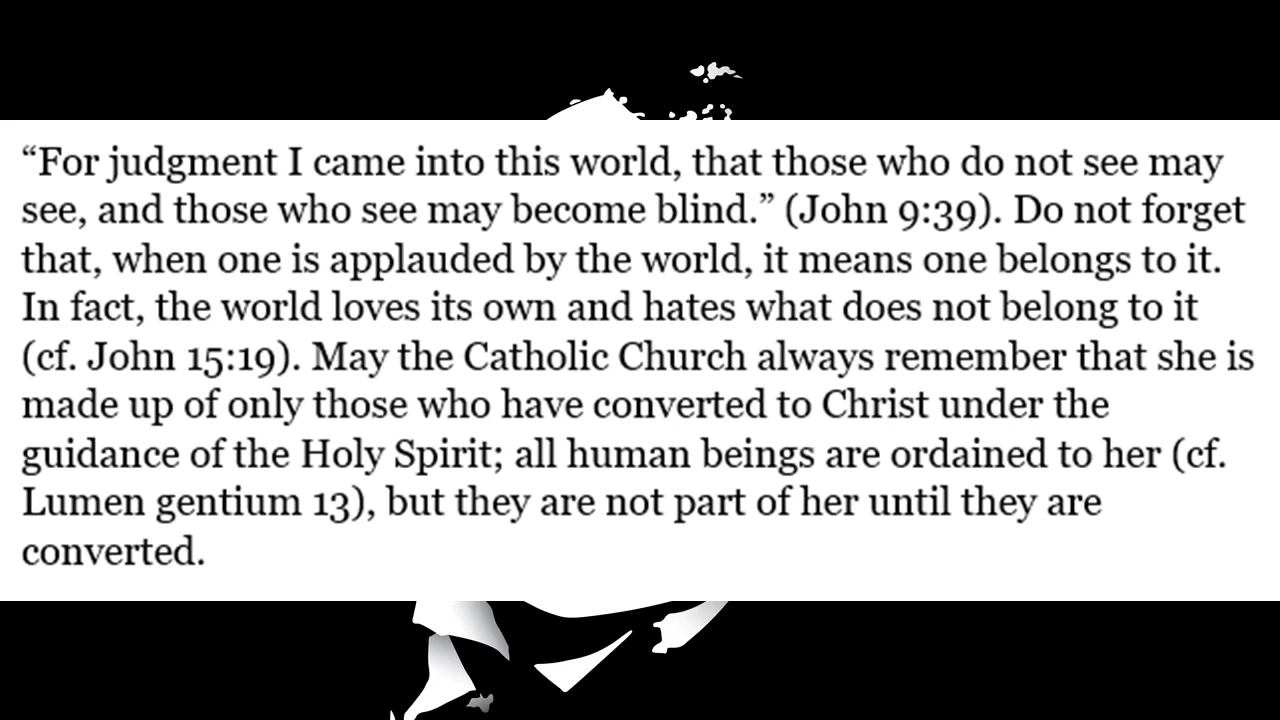 “For judgment I came into this world, that those who do not see may
see, and those who see may become blind.” (John 9:39). Do not forget
that, when one is applauded by the world, it means one belongs to it.
In fact, the world loves its own and hates what does not belong to it
(cf. John 15:19). May the Catholic Church always remember that she is
made up of only those who have converted to Christ under the
guidance of the Holy Spirit; all human beings are ordained to her (cf.
Lumen gentium 13), but they are not part of her until they are
converted.